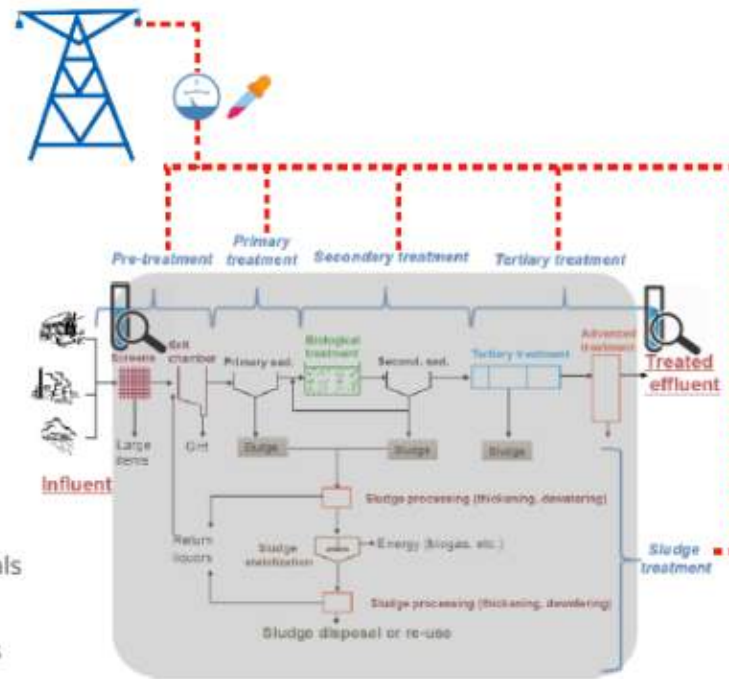 Pre-treatment
Primary
treatment
Secondary treatment
Tertiary treatment
Screens
Grit
chamber
Primary sed.
Biological
treatment
Second. sed.
Tertiary treatment
Advanced
treatment
Treated
effluent
Large
items
Grit
Sludge
Sludge
Sludge
Influent
Sludge processing (thickening, dewatering)
Return
liquors
Sludge
stabilization
Energy (biogas, etc.)
Sludge
treatment
Sludge processing (thickening, dewatering)
Sludge disposal or re-use